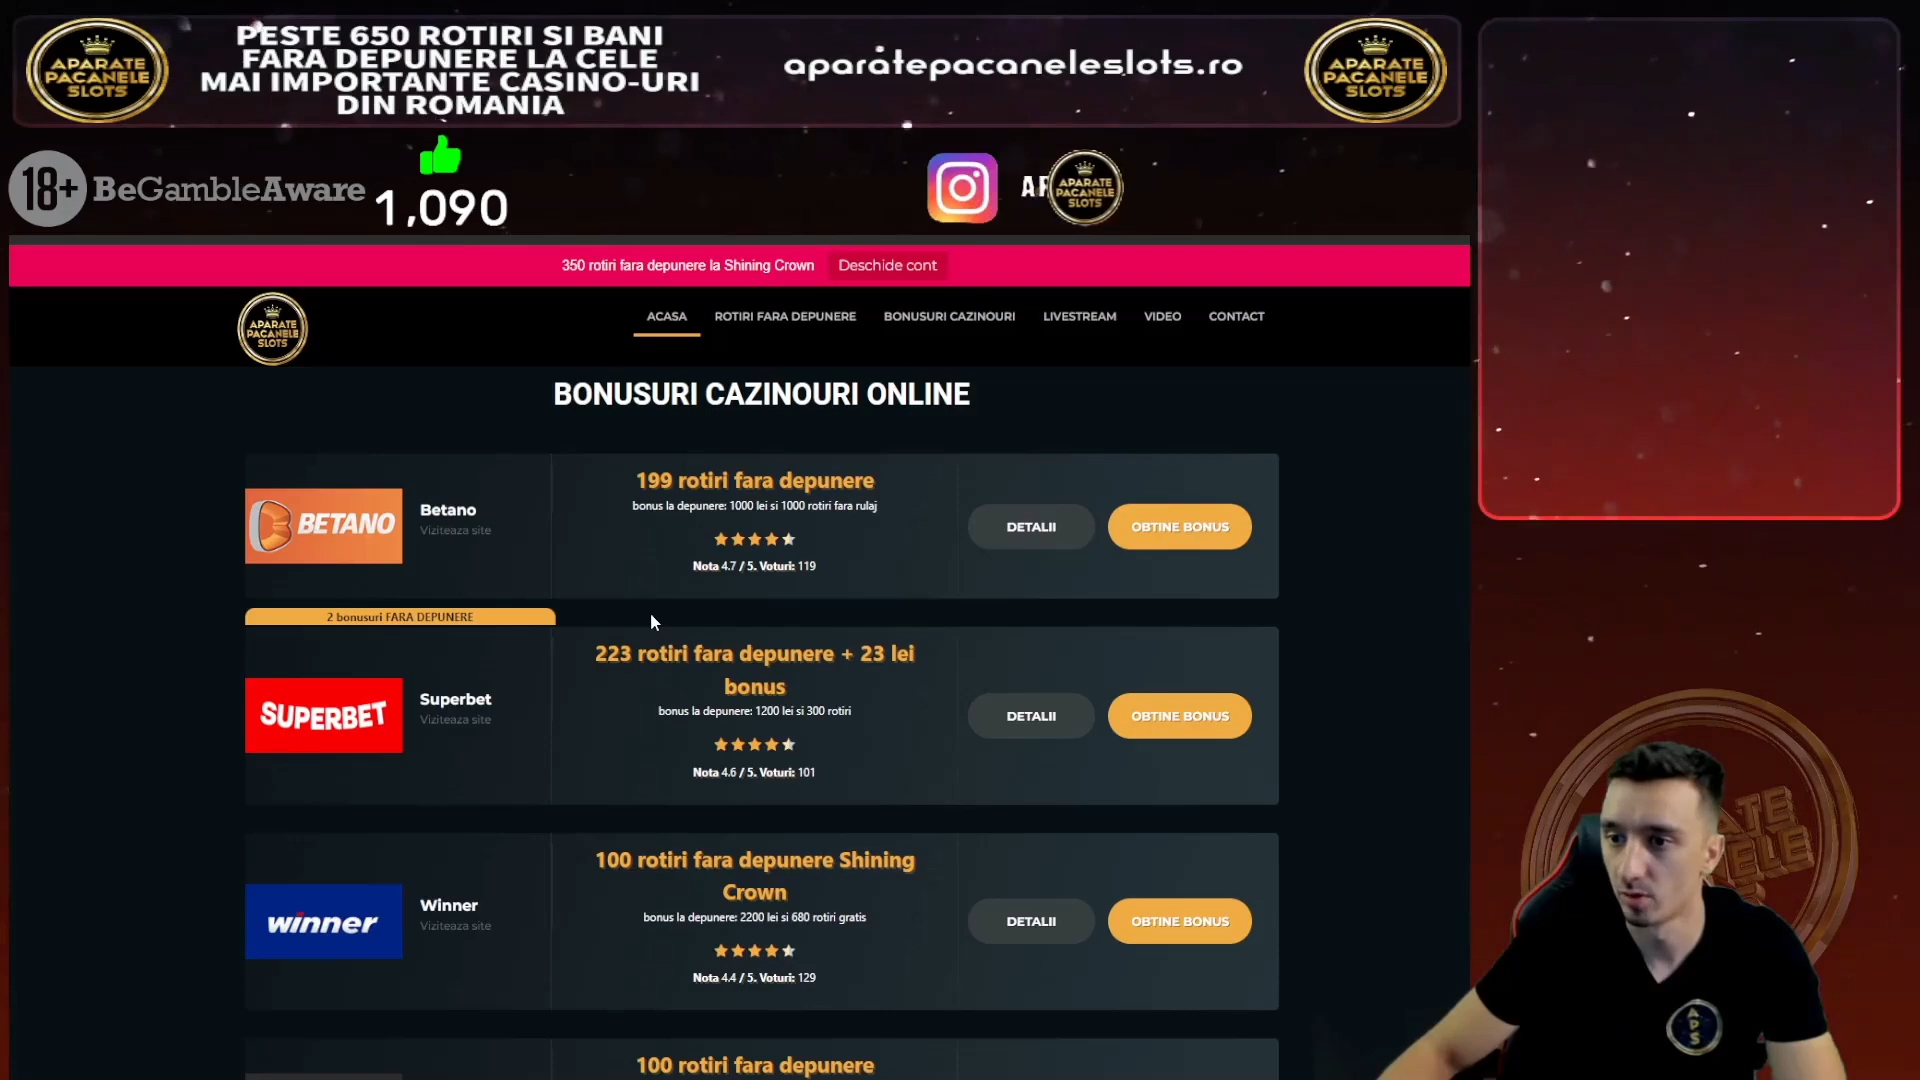 APARATE
PACANELE
SLOTS
PESTE 650 ROTIRI SI BANI
FARA DEPUNERE LA CELE
MAI IMPORTANTE CASINO-URI
DIN ROMANIA
aparatepacaneleslots.ro
APARATE
PACANELE
SLOTS
18+ BeGambleAware
1,090
APARATE
PACANELE
SLOTS
350 rotiri fara depunere la Shining Crown
Deschide cont
APARATE
PACANELE
SLOTS
ACASA
ROTIRI FARA DEPUNERE
BONUSURI CAZINOURI
LIVESTREAM
VIDEO
CONTACT
BONUSURI CAZINOURI ONLINE
BETANO
Betano
Viziteaza site
199 rotiri fara depunere
bonus la depunere: 1000 lei si 1000 rotiri fara rulaj
Nota 4.7 / 5. Voturi: 119
DETALII
OBTINE BONUS
2 bonusuri FARA DEPUNERE
SUPERBET
Superbet
Viziteaza site
223 rotiri fara depunere + 23 lei
bonus
bonus la depunere: 1200 lei si 300 rotiri
Nota 4.6 / 5. Voturi: 101
DETALII
OBTINE BONUS
winner
Winner
Viziteaza site
100 rotiri fara depunere Shining
Crown
bonus la depunere: 2200 lei si 680 rotiri gratis
Nota 4.4 / 5. Voturi: 129
DETALII
OBTINE BONUS
100 rotiri fara depunere
APS